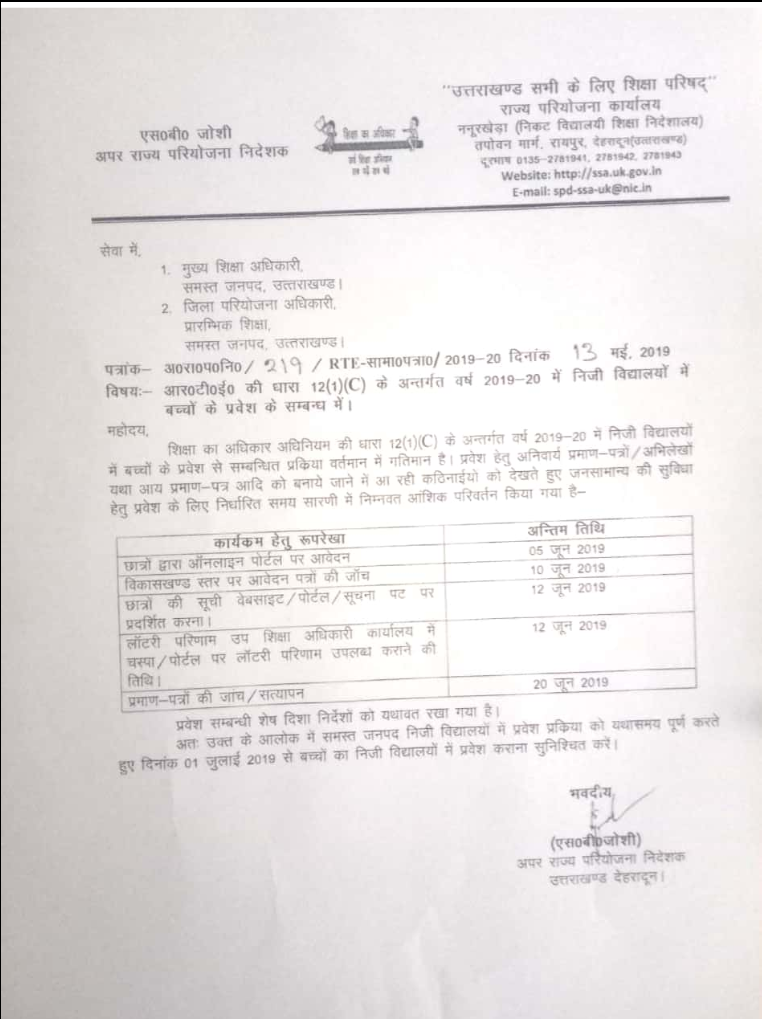 "उत्तराखण्ड सभी के लिए शिक्षा परिषद्"
राज्य परियोजना कार्यालय
ननूरखेड़ा (निकट विद्यालयी शिक्षा निदेशालय)
तपोवन मार्ग, रायपुर, देहरादून(उत्तराखण्ड)
दूरभाष 0135-2781941, 2781942, 2781943
Website: http://ssa.uk.gov.in
E-mail: spd-ssa-uk@nic.in
एस0बी0 जोशी
अपर राज्य परियोजना निदेशक
शिक्षा का अधिकार
सर्व शिक्षा अभियान
सब पढ़ें सब बढ़ें
सेवा में,
1. मुख्य शिक्षा अधिकारी,
समस्त जनपद, उत्तराखण्ड।
2. जिला परियोजना अधिकारी,
प्रारम्भिक शिक्षा,
समस्त जनपद, उत्तराखण्ड।
पत्रांक– अ0रा0प0नि0/ 219 / RTE-सामा0पत्रा0/ 2019-20 दिनांक 13 मई, 2019
विषयः– आर0टी0ई0 की धारा 12(1)(C) के अन्तर्गत वर्ष 2019-20 में निजी विद्यालयों में
बच्चों के प्रवेश के सम्बन्ध में।
महोदय,
शिक्षा का अधिकार अधिनियम की धारा 12(1)(C) के अन्तर्गत वर्ष 2019-20 में निजी विद्यालयों
में बच्चों के प्रवेश से सम्बन्धित प्रकिया वर्तमान में गतिमान है। प्रवेश हेतु अनिवार्य प्रमाण-पत्रों/अभिलेखों
यथा आय प्रमाण-पत्र आदि को बनाये जाने में आ रही कठिनाईयो को देखते हुए जनसामान्य की सुविधा
हेतु प्रवेश के लिए निर्धारित समय सारणी में निम्नवत आंशिक परिवर्तन किया गया है–
कार्यकम हेतु रूपरेखा अन्तिम तिथि
छात्रों द्वारा ऑनलाइन पोर्टल पर आवेदन 05 जून 2019
विकासखण्ड स्तर पर आवेदन पत्रों की जॉच 10 जून 2019
छात्रों की सूची वेबसाइट/पोर्टल/सूचना पट पर 12 जून 2019
प्रदर्शित करना।
लॉटरी परिणाम उप शिक्षा अधिकारी कार्यालय में 12 जून 2019
चस्पा/पोर्टल पर लॉटरी परिणाम उपलब्ध कराने की
तिथि।
प्रमाण-पत्रों की जांच/सत्यापन 20 जून 2019
प्रवेश सम्बन्धी शेष दिशा निर्देशों को यथावत रखा गया है।
अतः उक्त के आलोक में समस्त जनपद निजी विद्यालयों में प्रवेश प्रकिया को यथासमय पूर्ण करते
हुए दिनांक 01 जुलाई 2019 से बच्चों का निजी विद्यालयों में प्रवेश कराना सुनिश्चित करें।
भवदीय,
(एस0बी0जोशी)
अपर राज्य परियोजना निदेशक
उत्तराखण्ड देहरादून।